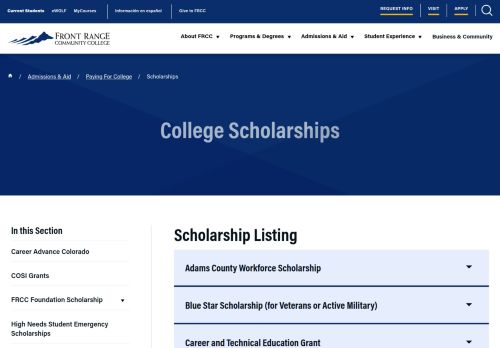 Current Students eWOLF MyCourses Información en español Give to FRCC REQUEST INFO VISIT APPLY
FRONT RANGE
COMMUNITY COLLEGE
About FRCC Programs & Degrees Admissions & Aid Student Experience Business & Community
/ Admissions & Aid / Paying For College / Scholarships
College Scholarships
In this Section
Career Advance Colorado
COSI Grants
FRCC Foundation Scholarship
High Needs Student Emergency
Scholarships
Scholarship Listing
Adams County Workforce Scholarship
Blue Star Scholarship (for Veterans or Active Military)
Career and Technical Education Grant